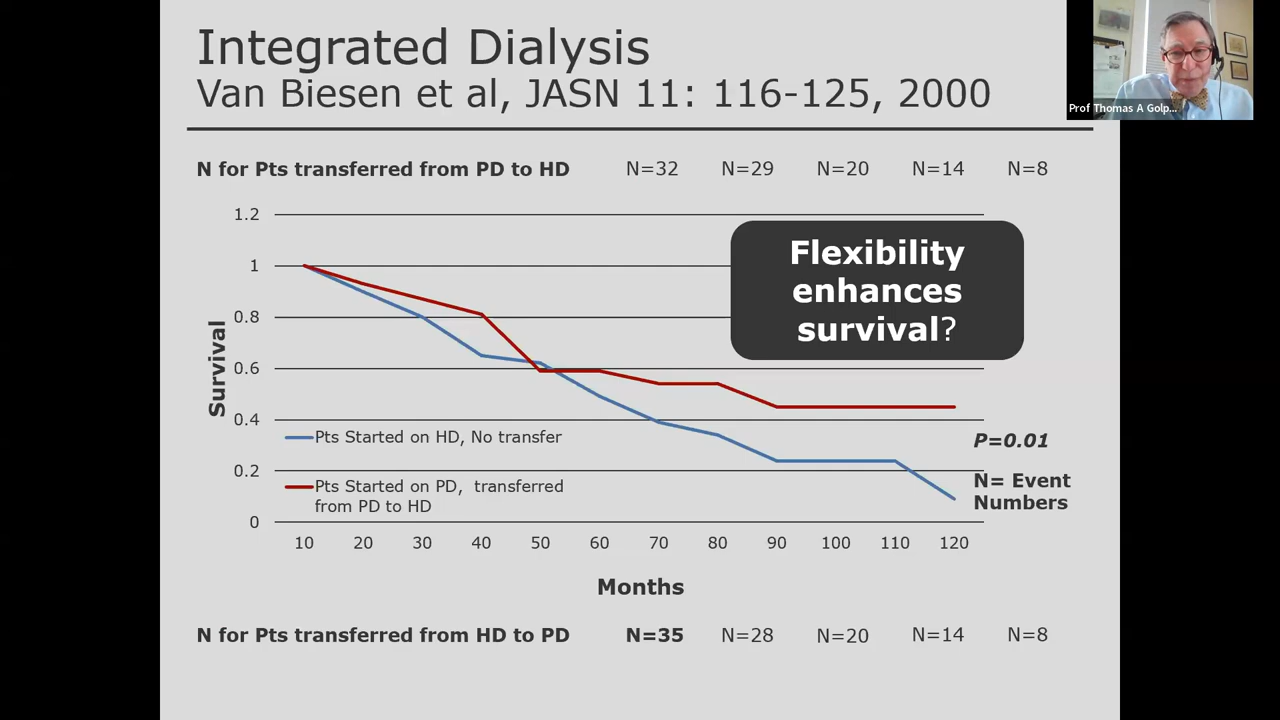 Integrated Dialysis
Van Biesen et al, JASN 11: 116-125, 2000
Prof Thomas A Golp...
N for Pts transferred from PD to HD N=32 N=29 N=20 N=14 N=8
1.2
1
0.8
0.6
0.4
0.2
0
Survival
Flexibility
enhances
survival?
Pts Started on HD, No transfer
Pts Started on PD, transferred
from PD to HD
P=0.01
N= Event
Numbers
10 20 30 40 50 60 70 80 90 100 110 120
Months
N for Pts transferred from HD to PD N=35 N=28 N=20 N=14 N=8